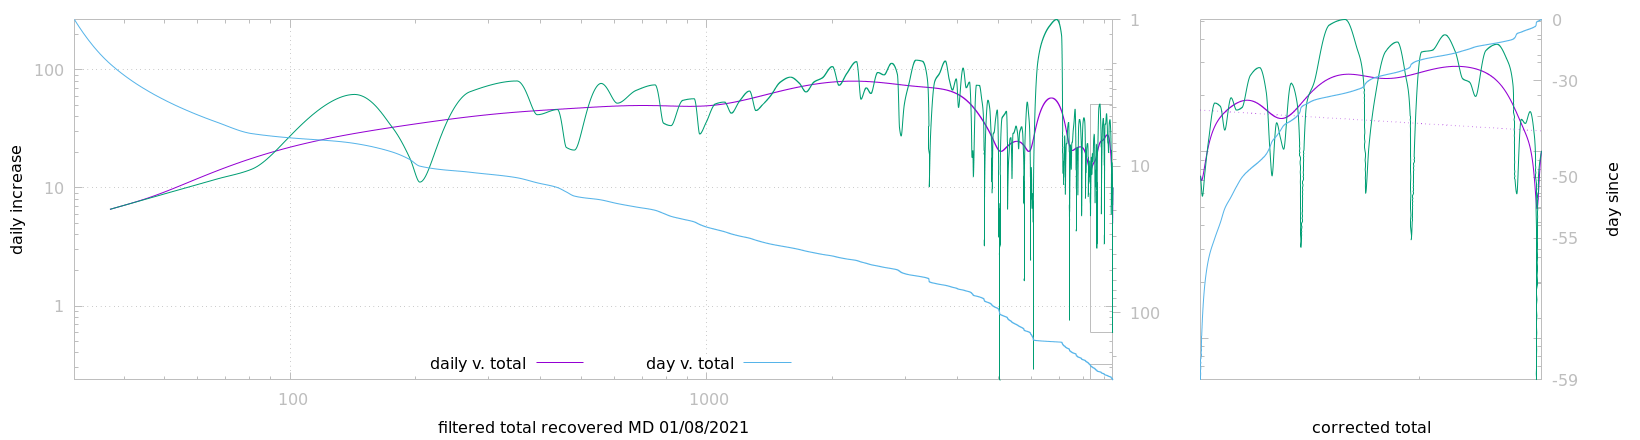 daily increase
100
10
1
100
1000
filtered total recovered MD 01/08/2021
daily v. total
day v. total
1
10
100
corrected total
0
-30
-50
-55
-59
day since